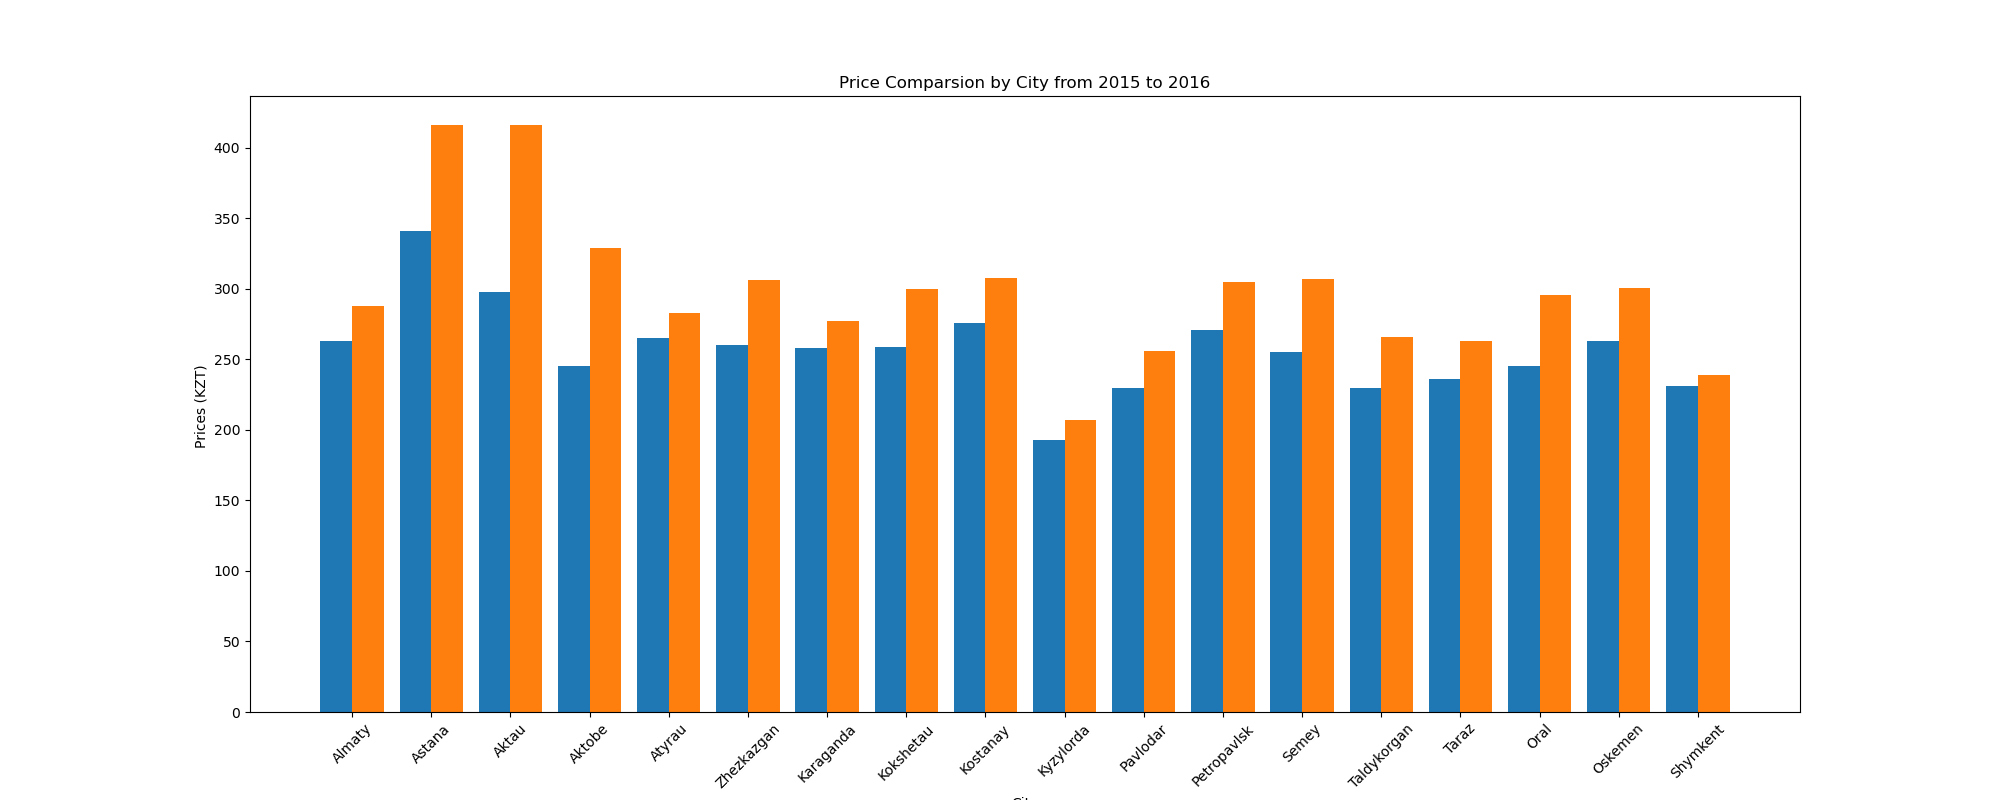 Price Comparsion by City from 2015 to 2016
Prices (KZT)
400
350
300
250
200
150
100
50
0
Almaty
Astana
Aktau
Aktobe
Atyrau
Zhezkazgan
Karaganda
Kokshetau
Kostanay
Kyzylorda
Pavlodar
Petropavlsk
Semey
Taldykorgan
Taraz
Oral
Oskemen
Shymkent